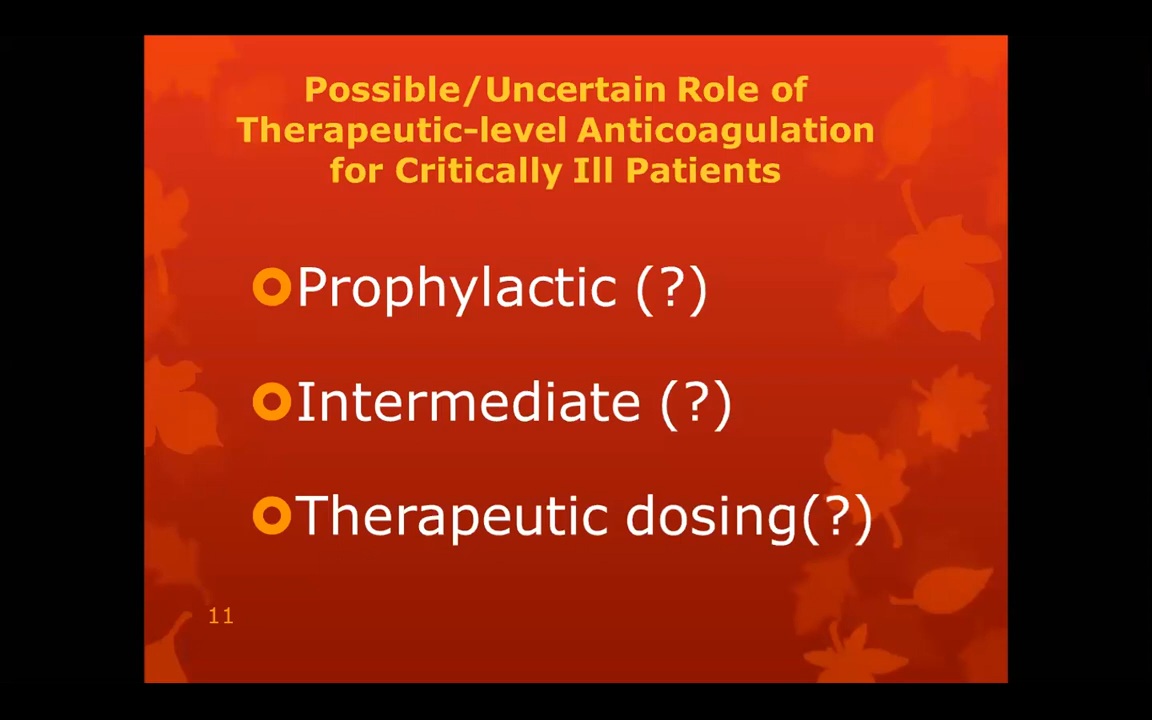 Possible/Uncertain Role of
Therapeutic-level Anticoagulation
for Critically Ill Patients
Prophylactic (?)
Intermediate (?)
Therapeutic dosing(?)
11